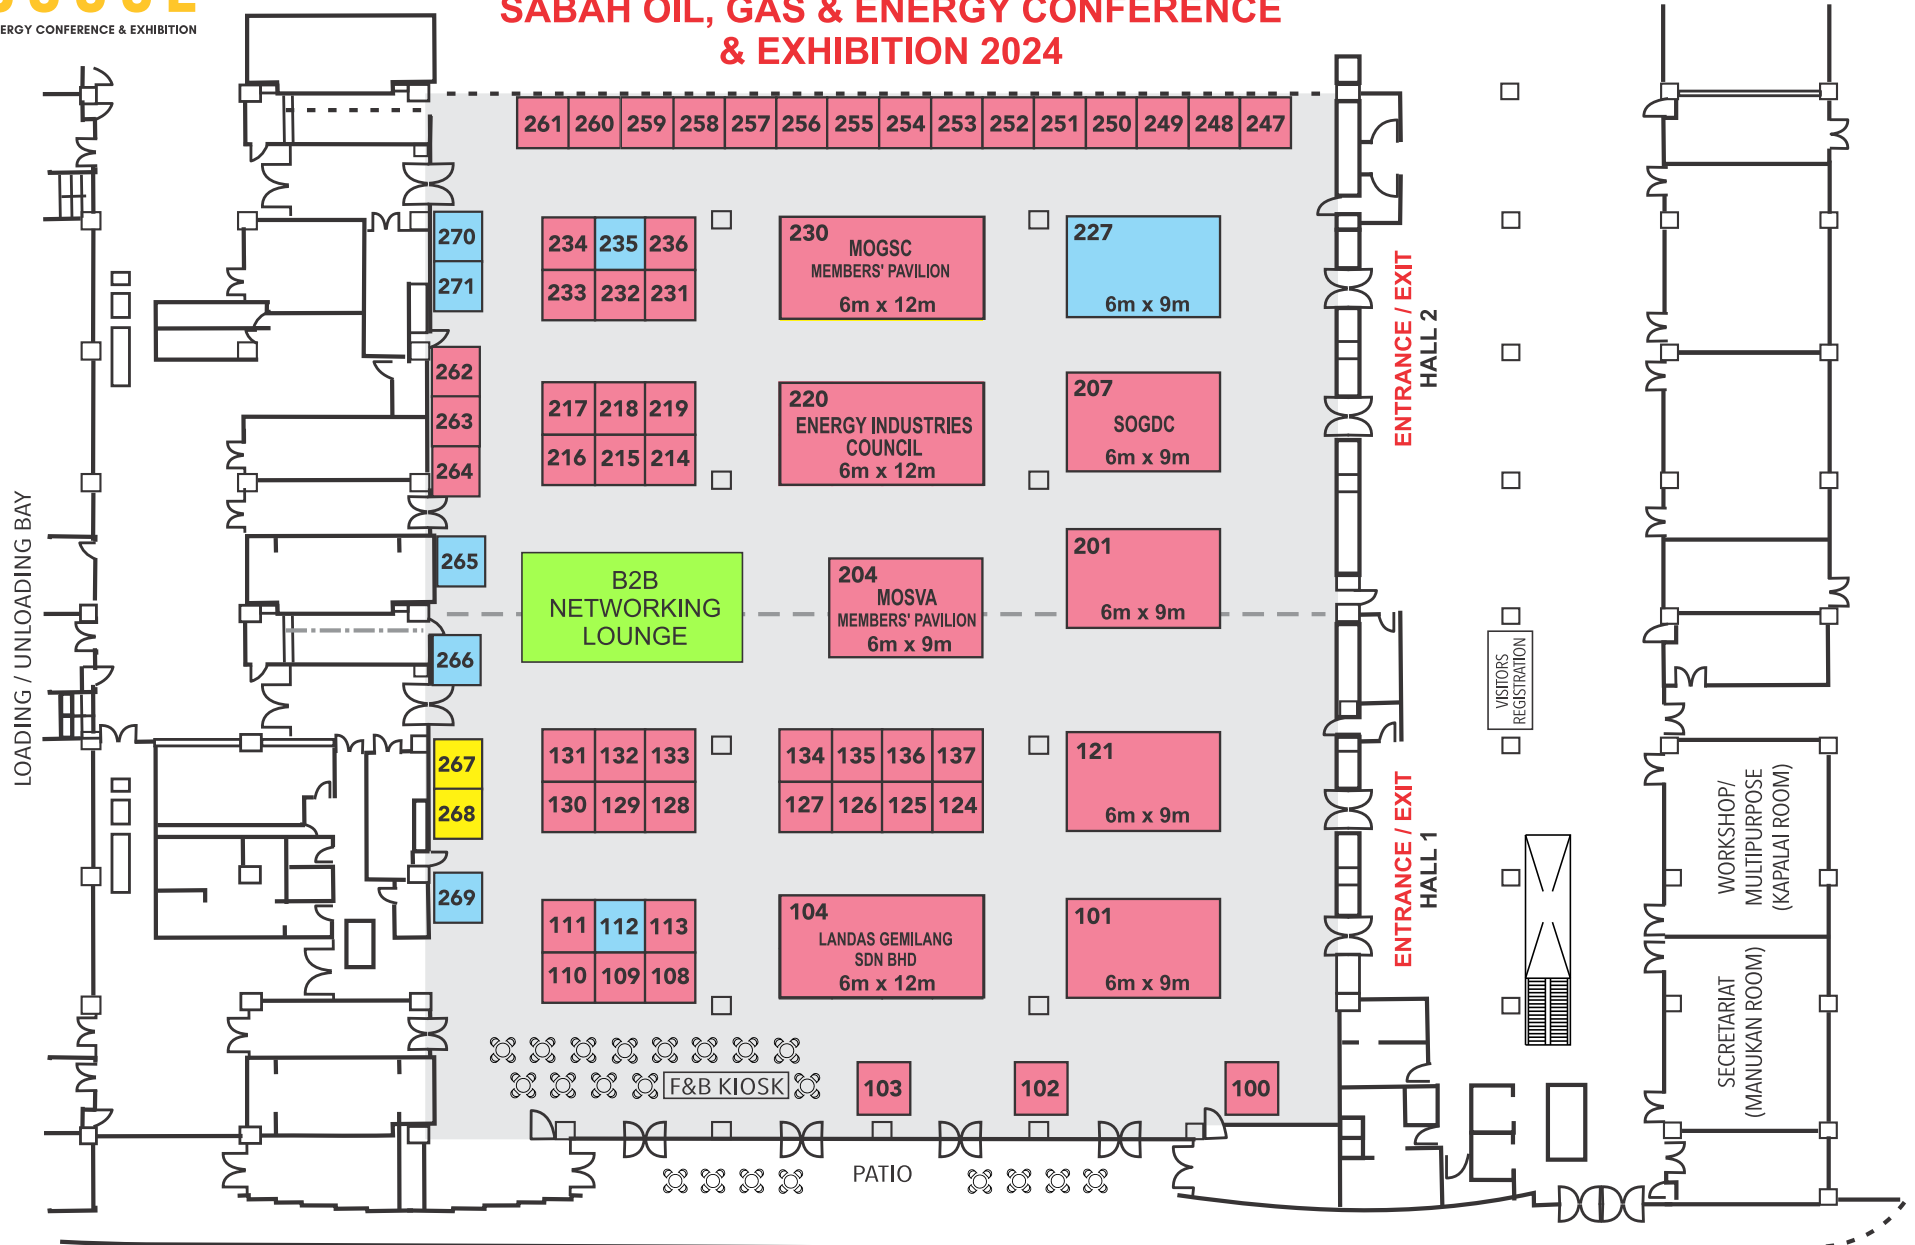 ERGY CONFERENCE & EXHIBITION
SABAH OIL, GAS & ENERGY CONFERENCE
& EXHIBITION 2024
261 260 259 258 257 256 255 254 253 252 251 250 249 248 247
270
271
234 235 236
233 232 231
230
MOGSC
MEMBERS' PAVILION
6m x 12m
227
6m x 9m
ENTRANCE / EXIT
HALL 2
262
263
264
217 218 219
216 215 214
220
ENERGY INDUSTRIES
COUNCIL
6m x 12m
207
SOGDC
6m x 9m
LOADING / UNLOADING BAY
265
266
B2B
NETWORKING
LOUNGE
204
MOSVA
MEMBERS' PAVILION
6m x 9m
201
6m x 9m
VISITORS
REGISTRATION
267
268
269
131 132 133
130 129 128
134 135 136 137
127 126 125 124
121
6m x 9m
ENTRANCE / EXIT
HALL 1
WORKSHOP/
MULTIPURPOSE
(KAPALAI ROOM)
111 112 113
110 109 108
104
LANDAS GEMILANG
SDN BHD
6m x 12m
101
6m x 9m
SECRETARIAT
(MANUKAN ROOM)
F&B KIOSK
103
102
100
PATIO